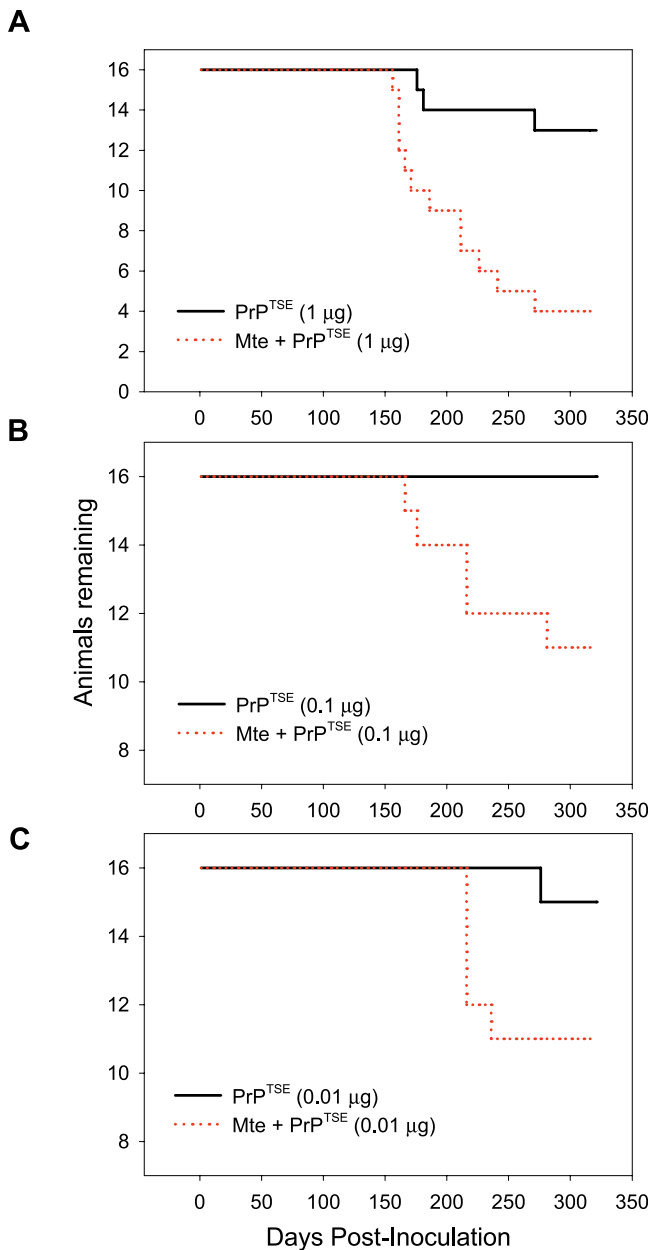 A
16
14
12
10
8
6
4
2
0
PrP^TSE (1 μg)
Mte + PrP^TSE (1 μg)
0 50 100 150 200 250 300 350
B
16
14
12
10
8
PrP^TSE (0.1 μg)
Mte + PrP^TSE (0.1 μg)
0 50 100 150 200 250 300 350
Animals remaining
C
16
14
12
10
8
PrP^TSE (0.01 μg)
Mte + PrP^TSE (0.01 μg)
0 50 100 150 200 250 300 350
Days Post-Inoculation